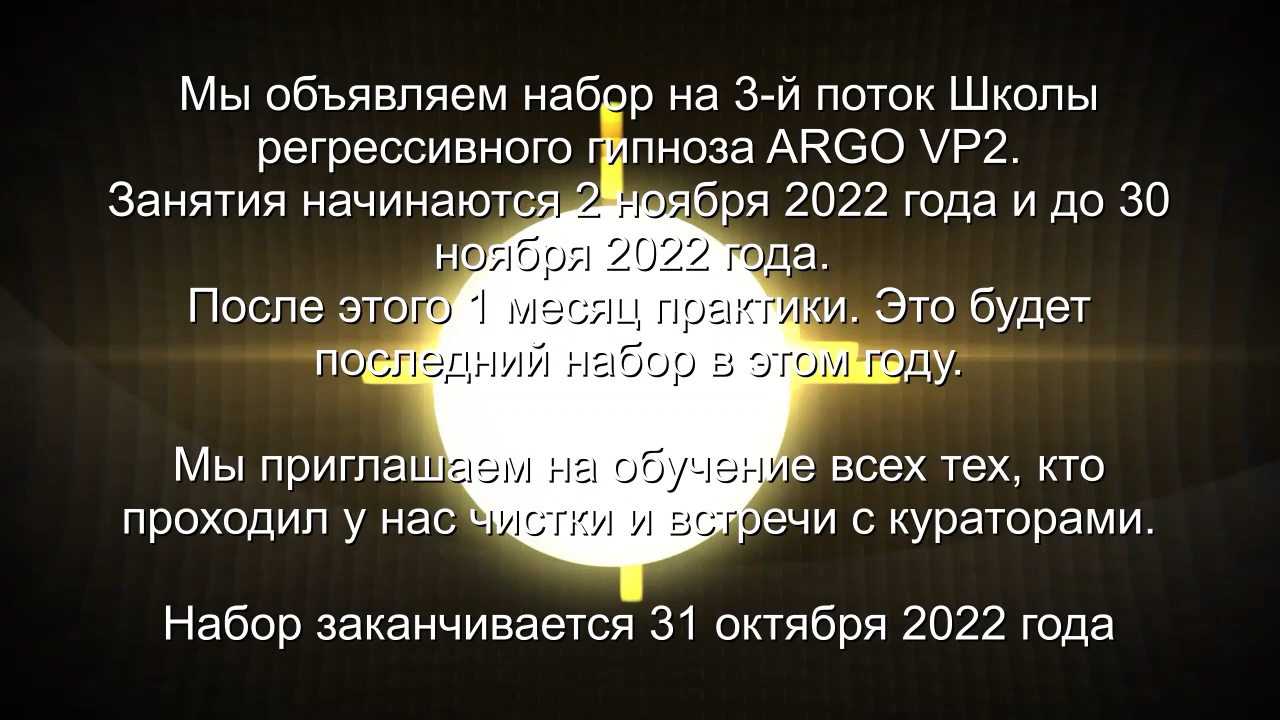 Мы объявляем набор на 3-й поток Школы
регрессивного гипноза ARGO VP2.
Занятия начинаются 2 ноября 2022 года и до 30
ноября 2022 года.
После этого 1 месяц практики. Это будет
последний набор в этом году.
Мы приглашаем на обучение всех тех, кто
проходил у нас чистки и встречи с кураторами.
Набор заканчивается 31 октября 2022 года